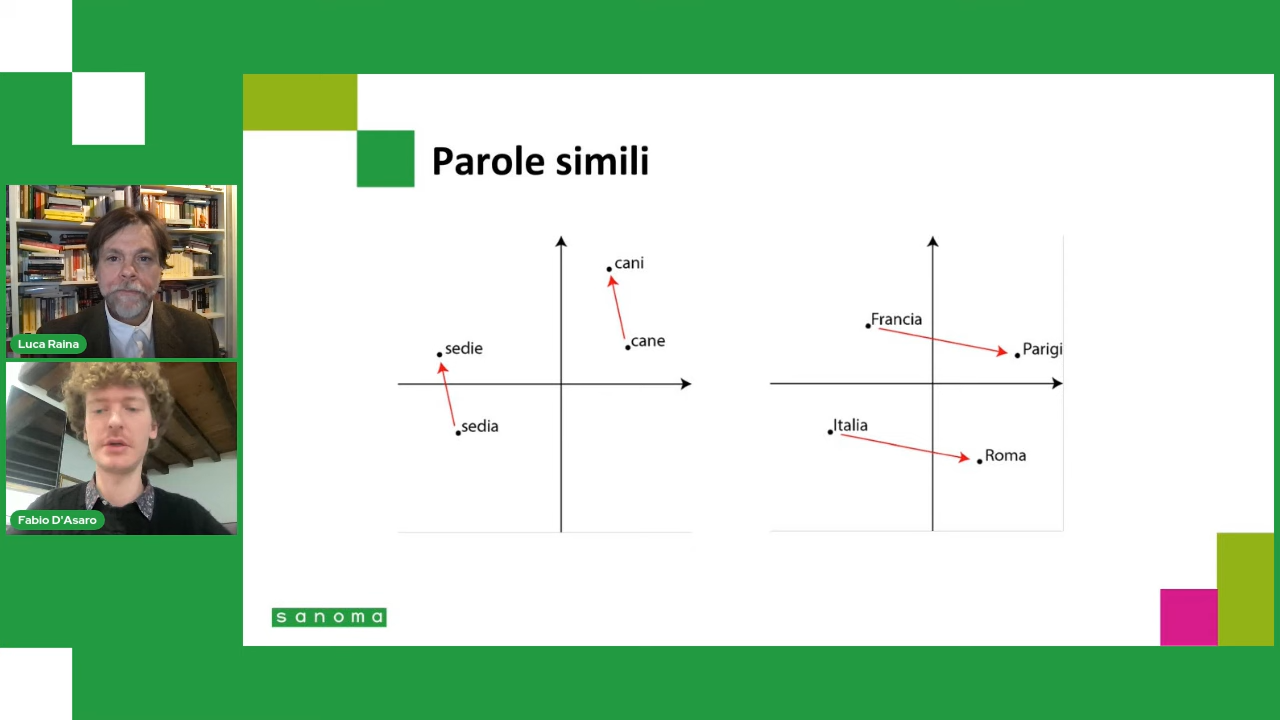 Parole simili
cani
cane
sedie
sedia
Francia
Parigi
Italia
Roma
Luca Raina
Fabio D'Asaro
sanoma